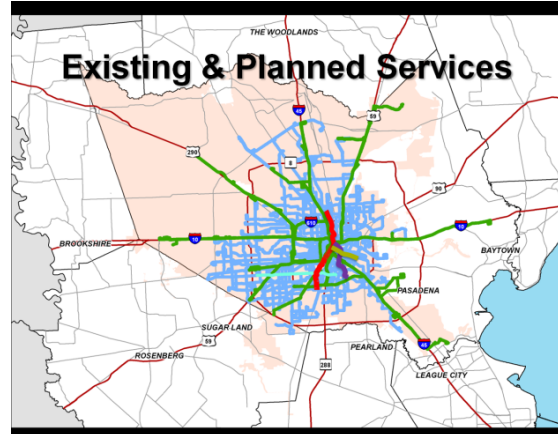 THE WOODLANDS
Existing & Planned Services
45
59
290
8
90
610
10
10
BROOKSHIRE
BAYTOWN
PASADENA
SUGAR LAND
59
ROSENBERG
288
PEARLAND
45
LEAGUE CITY